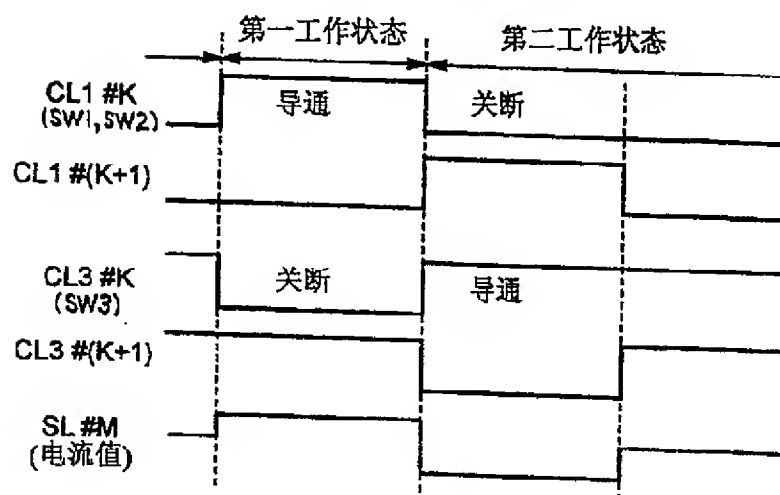 第一工作状态
第二工作状态
CL1 #K
导通
关断
(SW1,SW2)
CL1 #(K+1)
CL3 #K
关断
导通
(SW3)
CL3 #(K+1)
SL #M
(电流值)